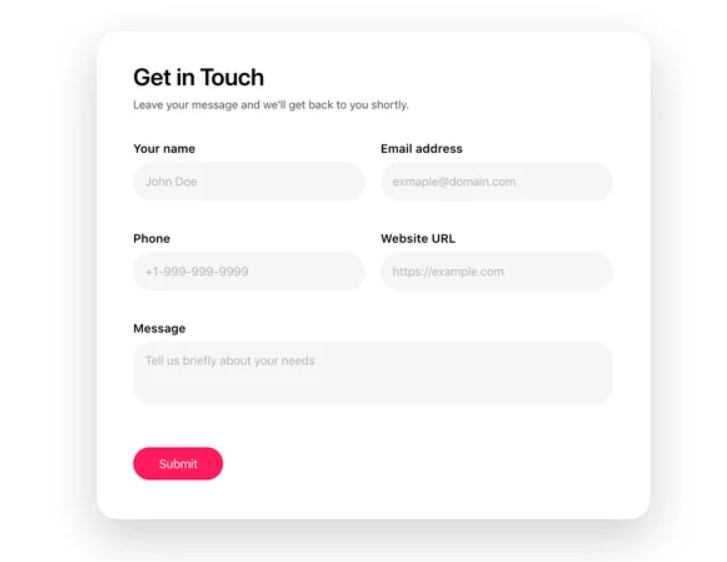 Get in Touch
Leave your message and we'll get back to you shortly.
Your name
Email address
John Doe
exmaple@domain.com
Phone
Website URL
+1-999-999-9999
https://example.com
Message
Tell us briefly about your needs
Submit